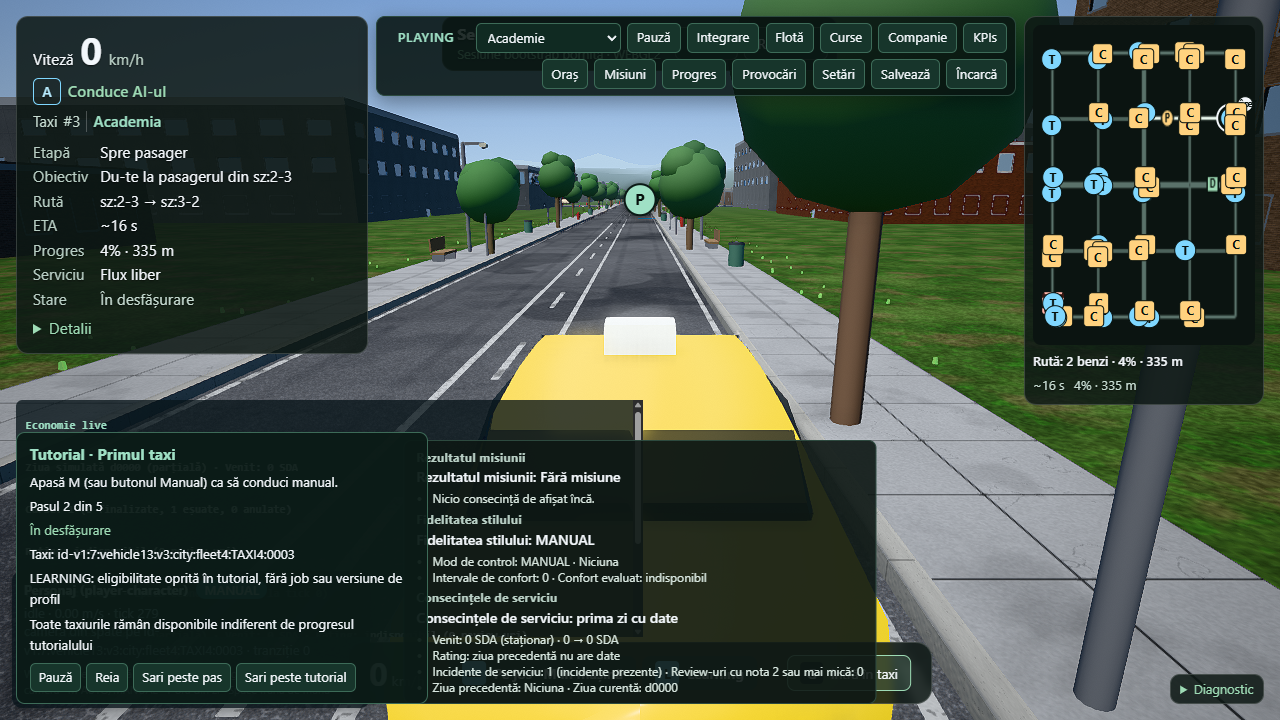 Viteză 0 km/h
A Conduce AI-ul
Taxi #3 Academia
Etapă Spre pasager
Obiectiv Du-te la pasagerul din sz:2-3
Rută sz:2-3 → sz:3-2
ETA ~16 s
Progres 4% · 335 m
Serviciu Flux liber
Stare În desfășurare
▶ Detalii
PLAYING Academie Pauză Integrare Flotă Curse Companie KPIs
Oraș Misiuni Progres Provocări Setări Salvează Încarcă
P
Rută: 2 benzi · 4% · 335 m
~16 s 4% · 335 m
Economie live
Tutorial · Primul taxi
Apasă M (sau butonul Manual) ca să conduci manual.
Pasul 2 din 5
În desfășurare
Taxi: id-v1:7:vehicle13:v3:city:fleet4:TAXI4:0003
LEARNING: eligibilitate oprită în tutorial, fără job sau versiune de
profil
Toate taxiurile rămân disponibile indiferent de progresul
tutorialului
Pauză Reia Sari peste pas Sari peste tutorial
Rezultatul misiunii
Rezultatul misiunii: Fără misiune
Nicio consecință de afișat încă.
Fidelitatea stilului
Fidelitatea stilului: MANUAL
Mod de control: MANUAL · Niciuna
Intervale de confort: 0 · Confort evaluat: indisponibil
Consecințele de serviciu
Consecințele de serviciu: prima zi cu date
Venit: 0 SDA (staționar) · 0 → 0 SDA
Rating: ziua precedentă nu are date
Incidente de serviciu: 1 (incidente prezente) · Review-uri cu nota 2 sau mai mică: 0
Ziua precedentă: Niciuna · Ziua curentă: d0000
taxi
▶ Diagnostic